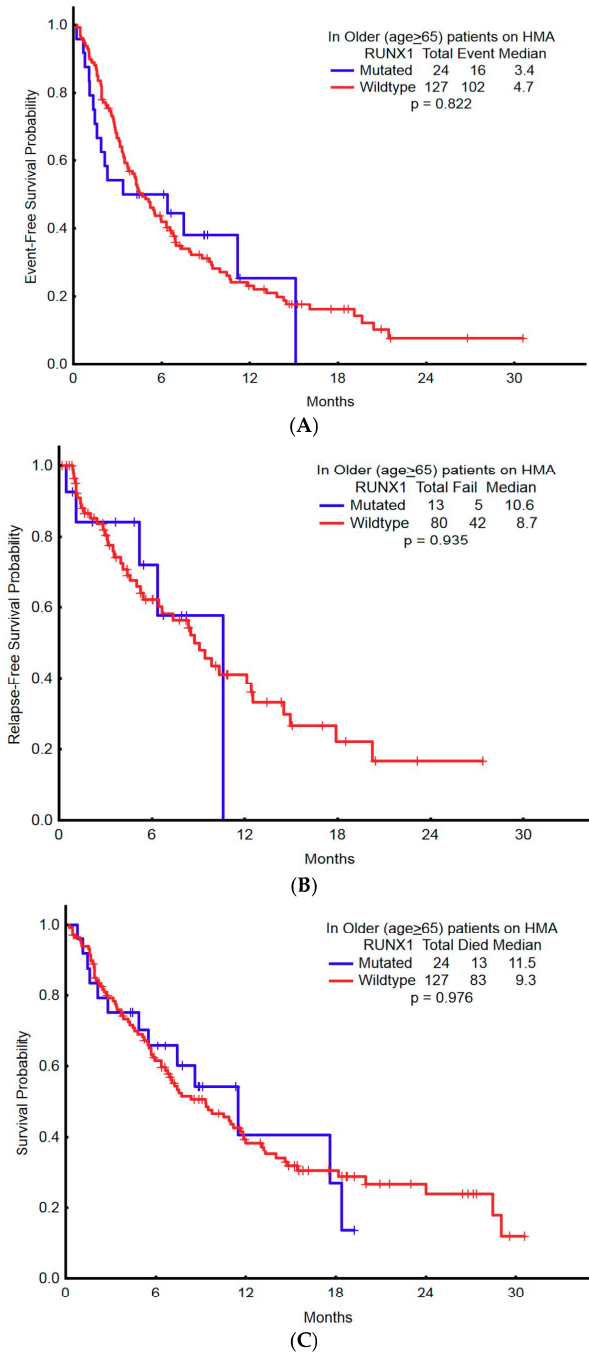 In Older (age≥65) patients on HMA
RUNX1 Total Event Median
Mutated 24 16 3.4
Wildtype 127 102 4.7
p = 0.822
Event-Free Survival Probability
1.0
0.8
0.6
0.4
0.2
0.0
0 6 12 18 24 30
Months
(A)
In Older (age≥65) patients on HMA
RUNX1 Total Fail Median
Mutated 13 5 10.6
Wildtype 80 42 8.7
p = 0.935
Relapse-Free Survival Probability
1.0
0.8
0.6
0.4
0.2
0.0
0 6 12 18 24 30
Months
(B)
In Older (age≥65) patients on HMA
RUNX1 Total Died Median
Mutated 24 13 11.5
Wildtype 127 83 9.3
p = 0.976
Survival Probability
1.0
0.8
0.6
0.4
0.2
0.0
0 6 12 18 24 30
Months
(C)